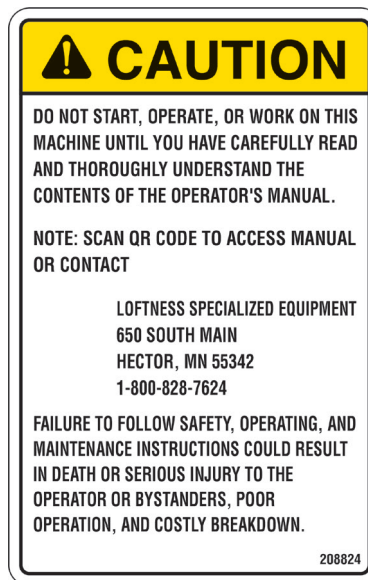 CAUTION
DO NOT START, OPERATE, OR WORK ON THIS
MACHINE UNTIL YOU HAVE CAREFULLY READ
AND THOROUGHLY UNDERSTAND THE
CONTENTS OF THE OPERATOR'S MANUAL.
NOTE: SCAN QR CODE TO ACCESS MANUAL
OR CONTACT
LOFTNESS SPECIALIZED EQUIPMENT
650 SOUTH MAIN
HECTOR, MN 55342
1-800-828-7624
FAILURE TO FOLLOW SAFETY, OPERATING, AND
MAINTENANCE INSTRUCTIONS COULD RESULT
IN DEATH OR SERIOUS INJURY TO THE
OPERATOR OR BYSTANDERS, POOR
OPERATION, AND COSTLY BREAKDOWN.
208824